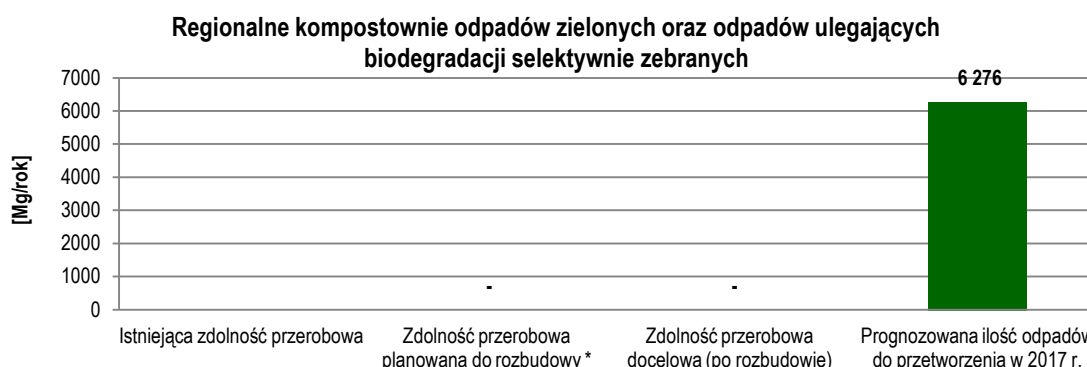 Regionalne kompostownie odpadów zielonych oraz odpadów ulegających
biodegradacji selektywnie zebranych
[Mg/rok]
7000
6000
5000
4000
3000
2000
1000
0
-
-
6 276
Istniejąca zdolność przerobowa
Zdolność przerobowa
planowana do rozbudowy *
Zdolność przerobowa
docelowa (po rozbudowie)
Prognozowana ilość odpadów
do przetworzenia w 2017 r.